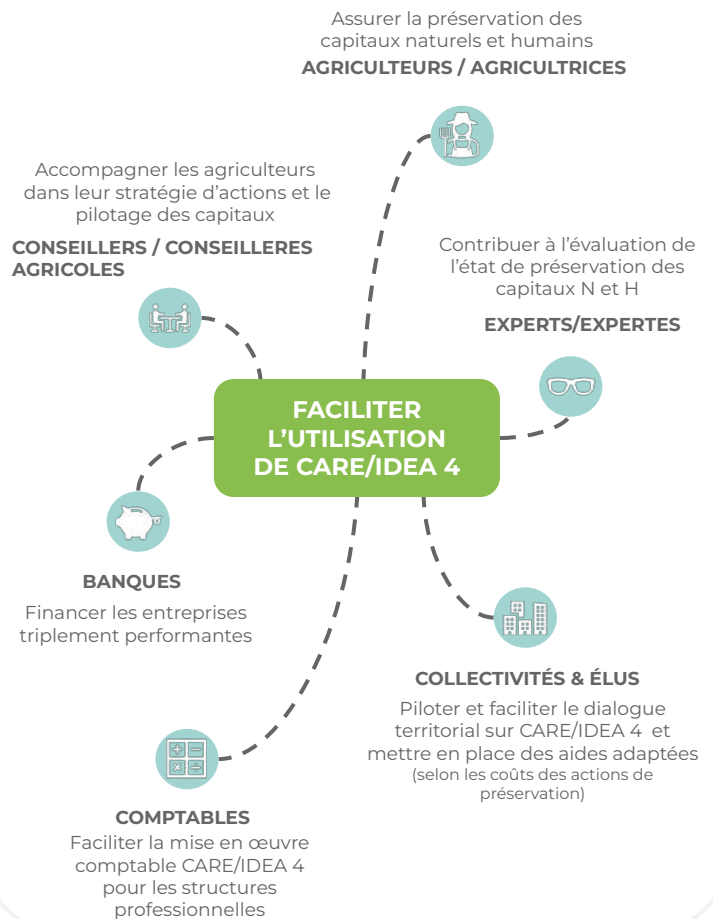 Assurer la préservation des
capitaux naturels et humains
AGRICULTEURS / AGRICULTRICES
Accompagner les agriculteurs
dans leur stratégie d'actions et le
pilotage des capitaux
CONSEILLERS / CONSEILLERES
AGRICOLES
Contribuer à l'évaluation de
l'état de préservation des
capitaux N et H
EXPERTS/EXPERTES
FACILITER
L'UTILISATION
DE CARE/IDEA 4
BANQUES
Financer les entreprises
triplement performantes
COLLECTIVITÉS & ÉLUS
Piloter et faciliter le dialogue
territorial sur CARE/IDEA 4 et
mettre en place des aides adaptées
(selon les coûts des actions de
préservation)
COMPTABLES
Faciliter la mise en œuvre
comptable CARE/IDEA 4
pour les structures
professionnelles